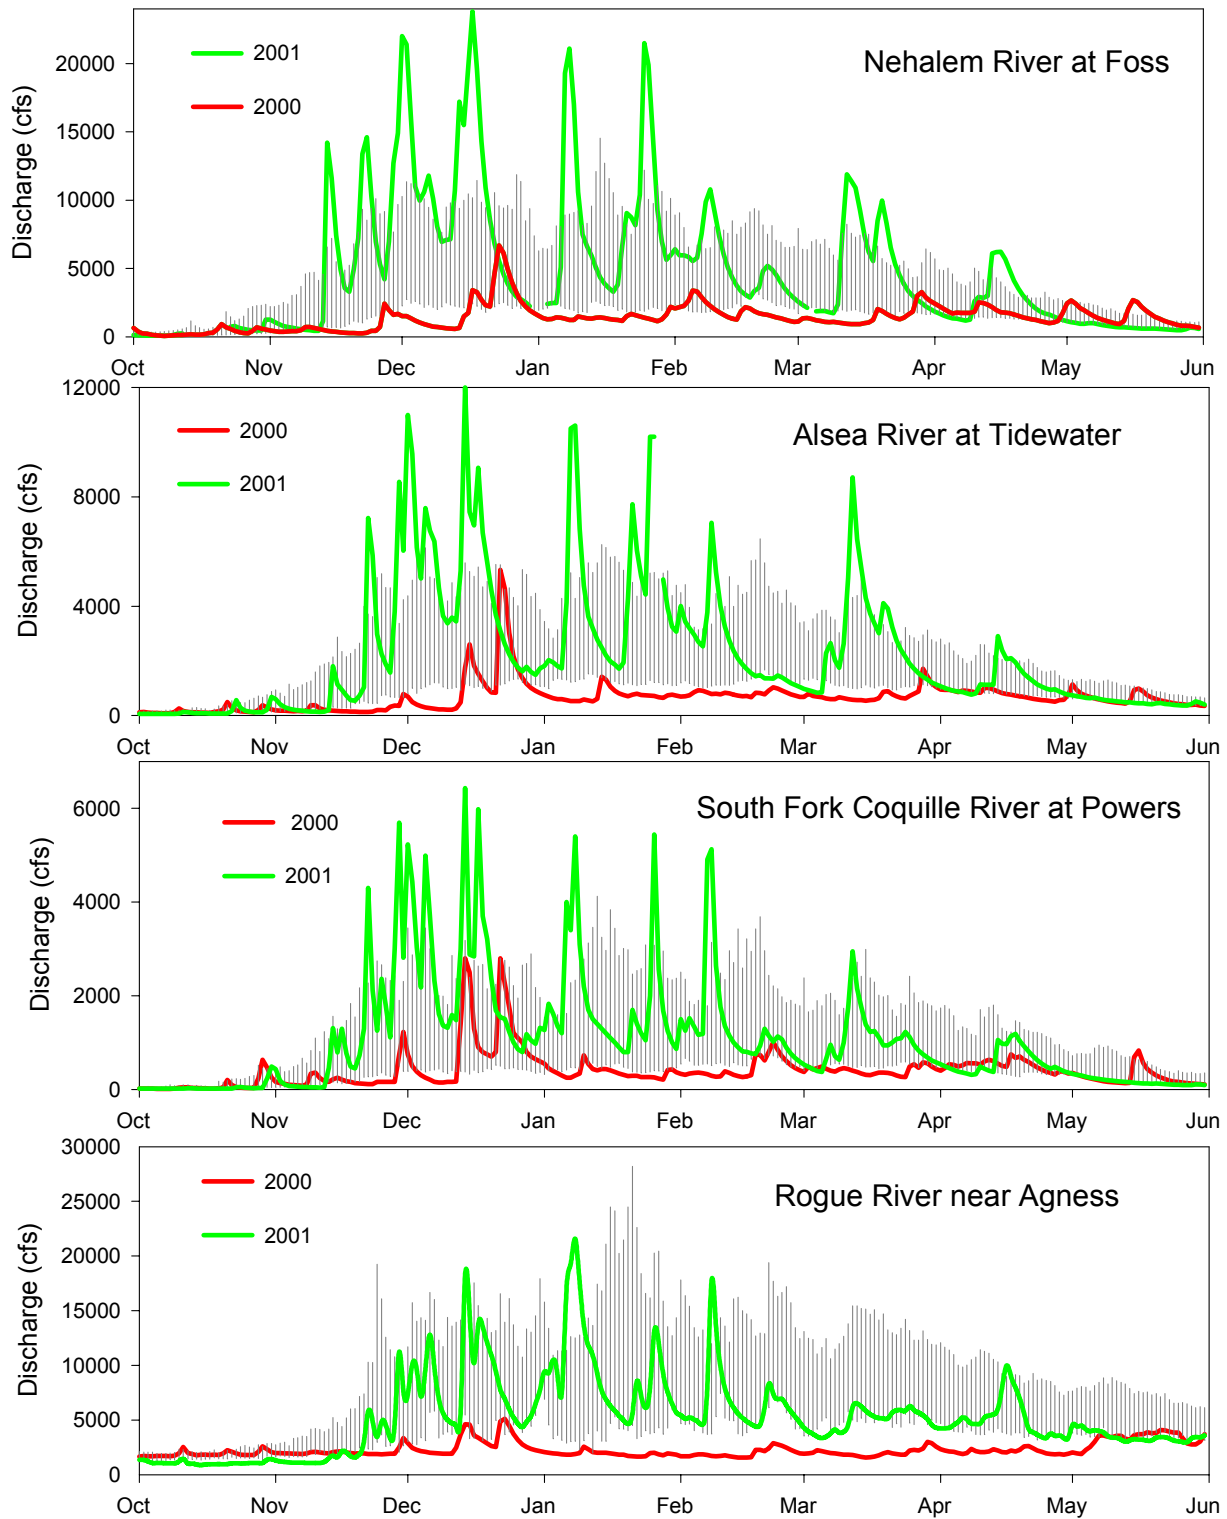 2001
2000
Nehalem River at Foss
Discharge (cfs)
20000
15000
10000
5000
0
Oct Nov Dec Jan Feb Mar Apr May Jun
2000
2001
Alsea River at Tidewater
Discharge (cfs)
12000
8000
4000
0
Oct Nov Dec Jan Feb Mar Apr May Jun
2000
2001
South Fork Coquille River at Powers
Discharge (cfs)
6000
4000
2000
0
Oct Nov Dec Jan Feb Mar Apr May Jun
2000
2001
Rogue River near Agness
Discharge (cfs)
30000
25000
20000
15000
10000
5000
0
Oct Nov Dec Jan Feb Mar Apr May Jun